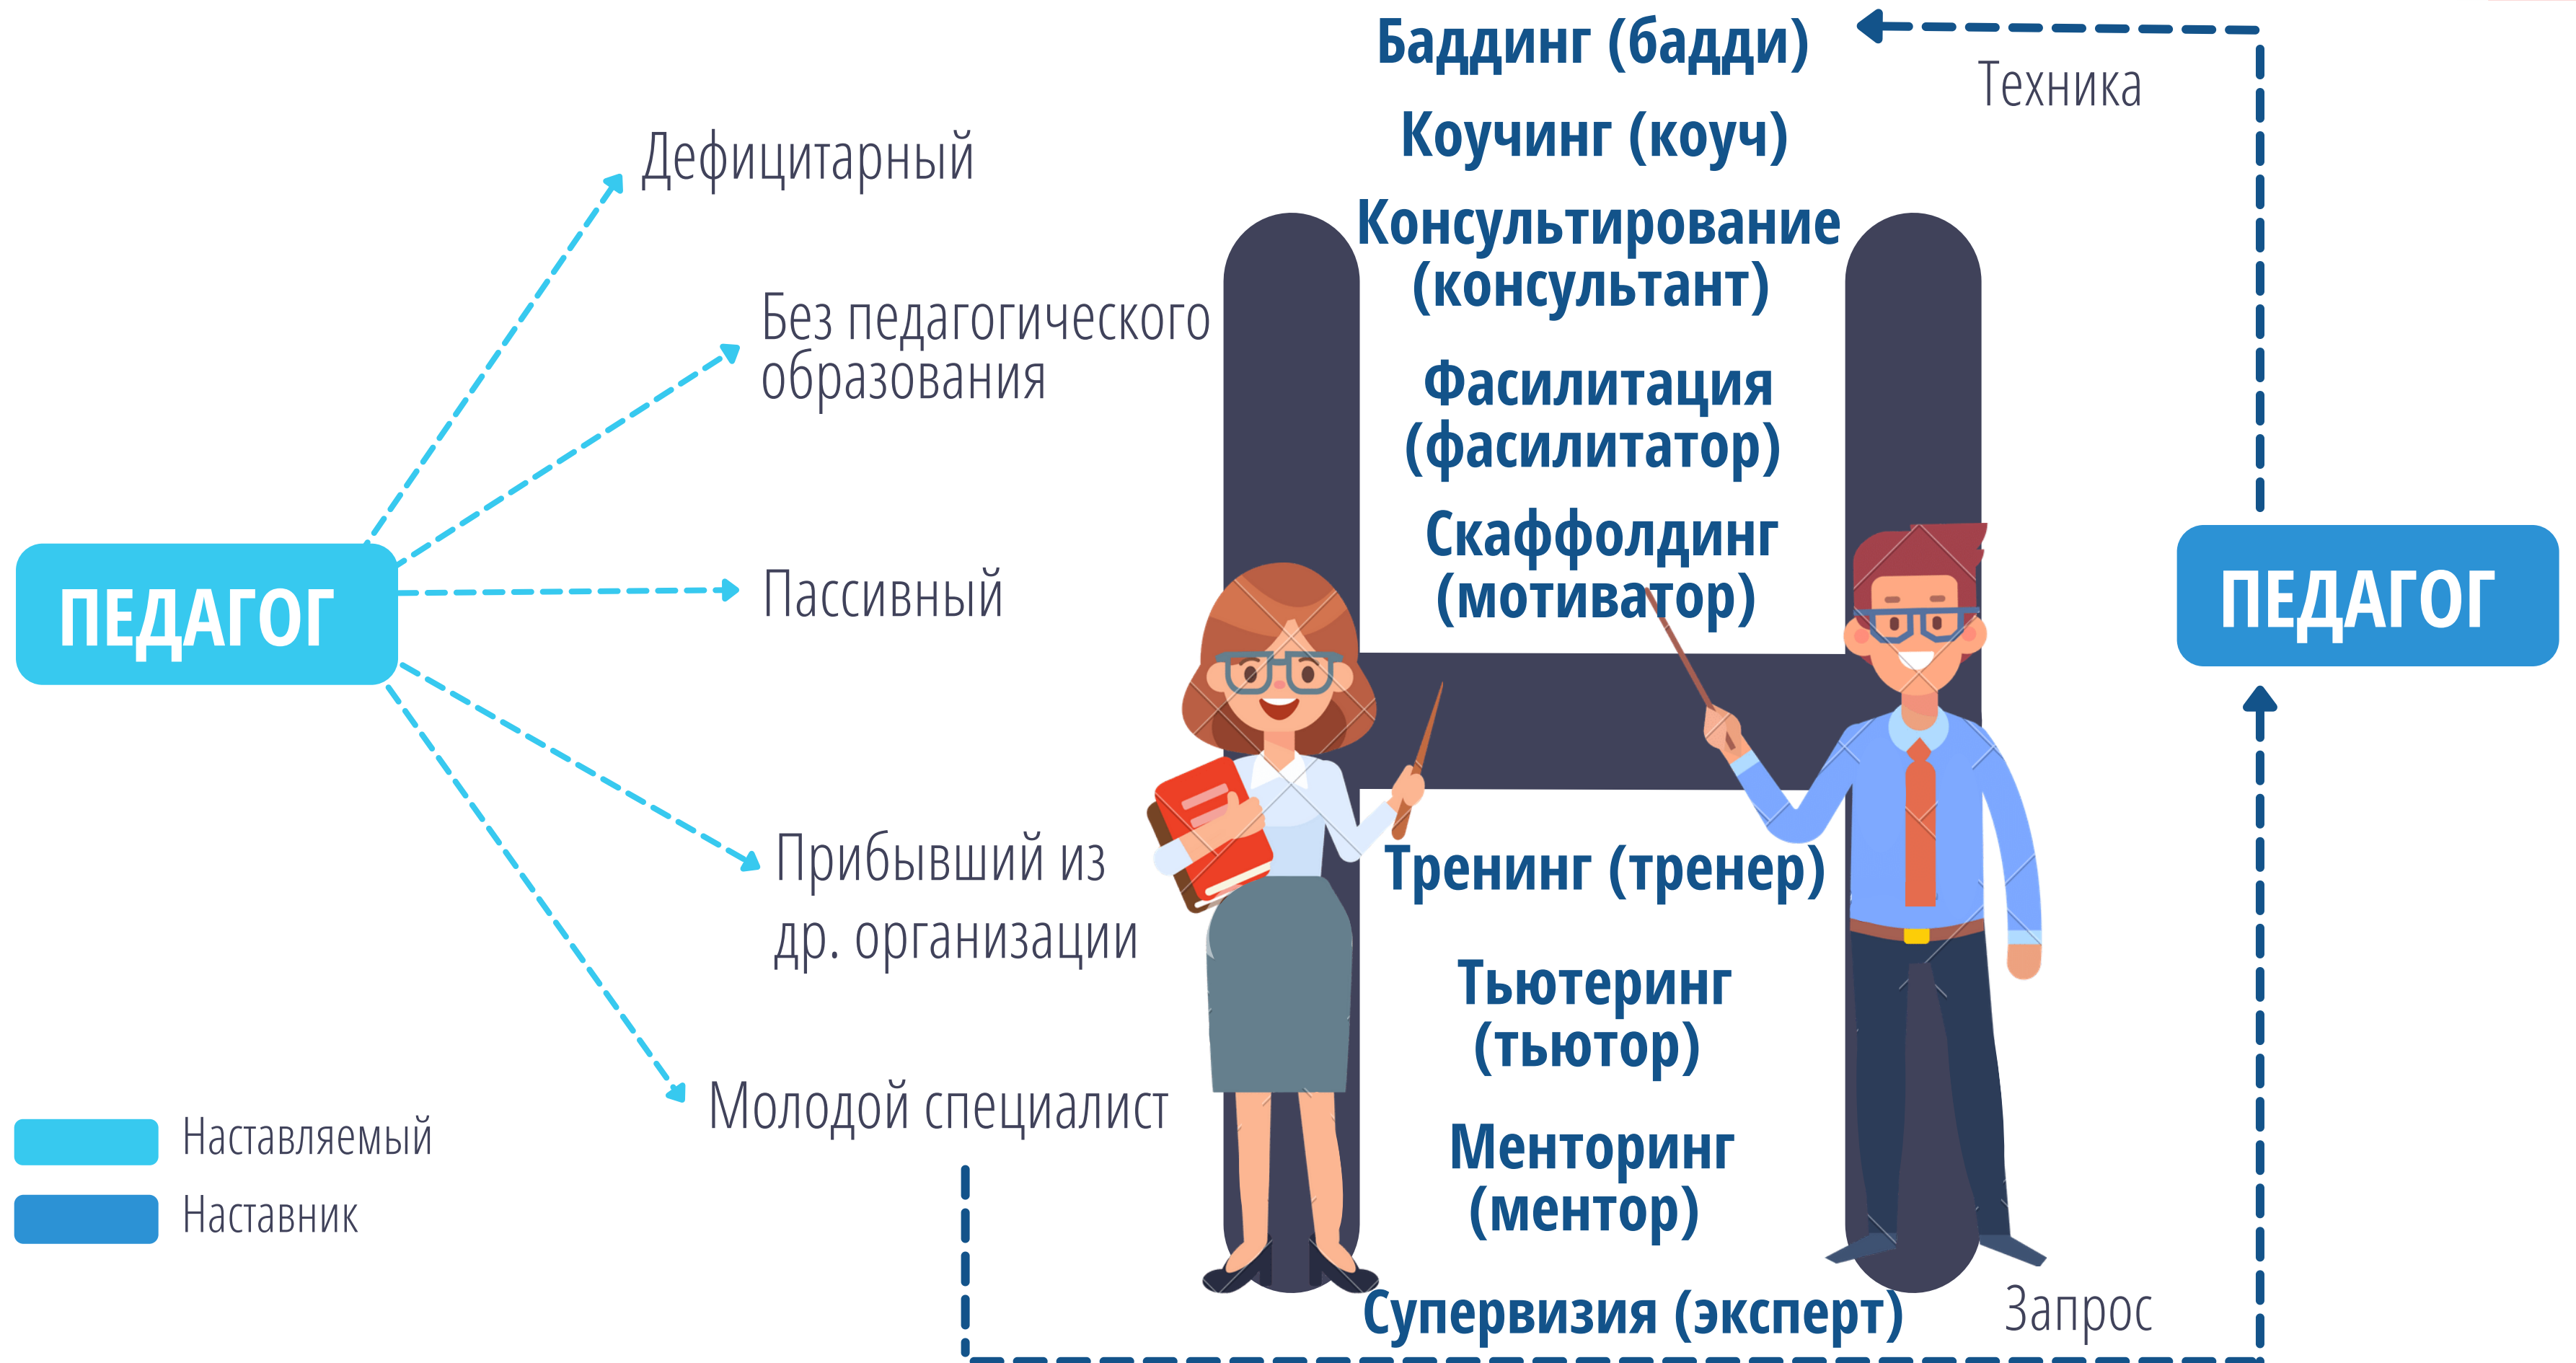 Баддинг (бадди)
Техника
Коучинг (коуч)
Дефицитарный
Консультирование
(консультант)
Без педагогического
образования
Фасилитация
(фасилитатор)
Скаффолдинг
(мотиватор)
Пассивный
ПЕДАГОГ
ПЕДАГОГ
Прибывший из
др. организации
Тренинг (тренер)
Тьютеринг
(тьютор)
Молодой специалист
Менторинг
(ментор)
Наставляемый
Наставник
Супервизия (эксперт)
Запрос